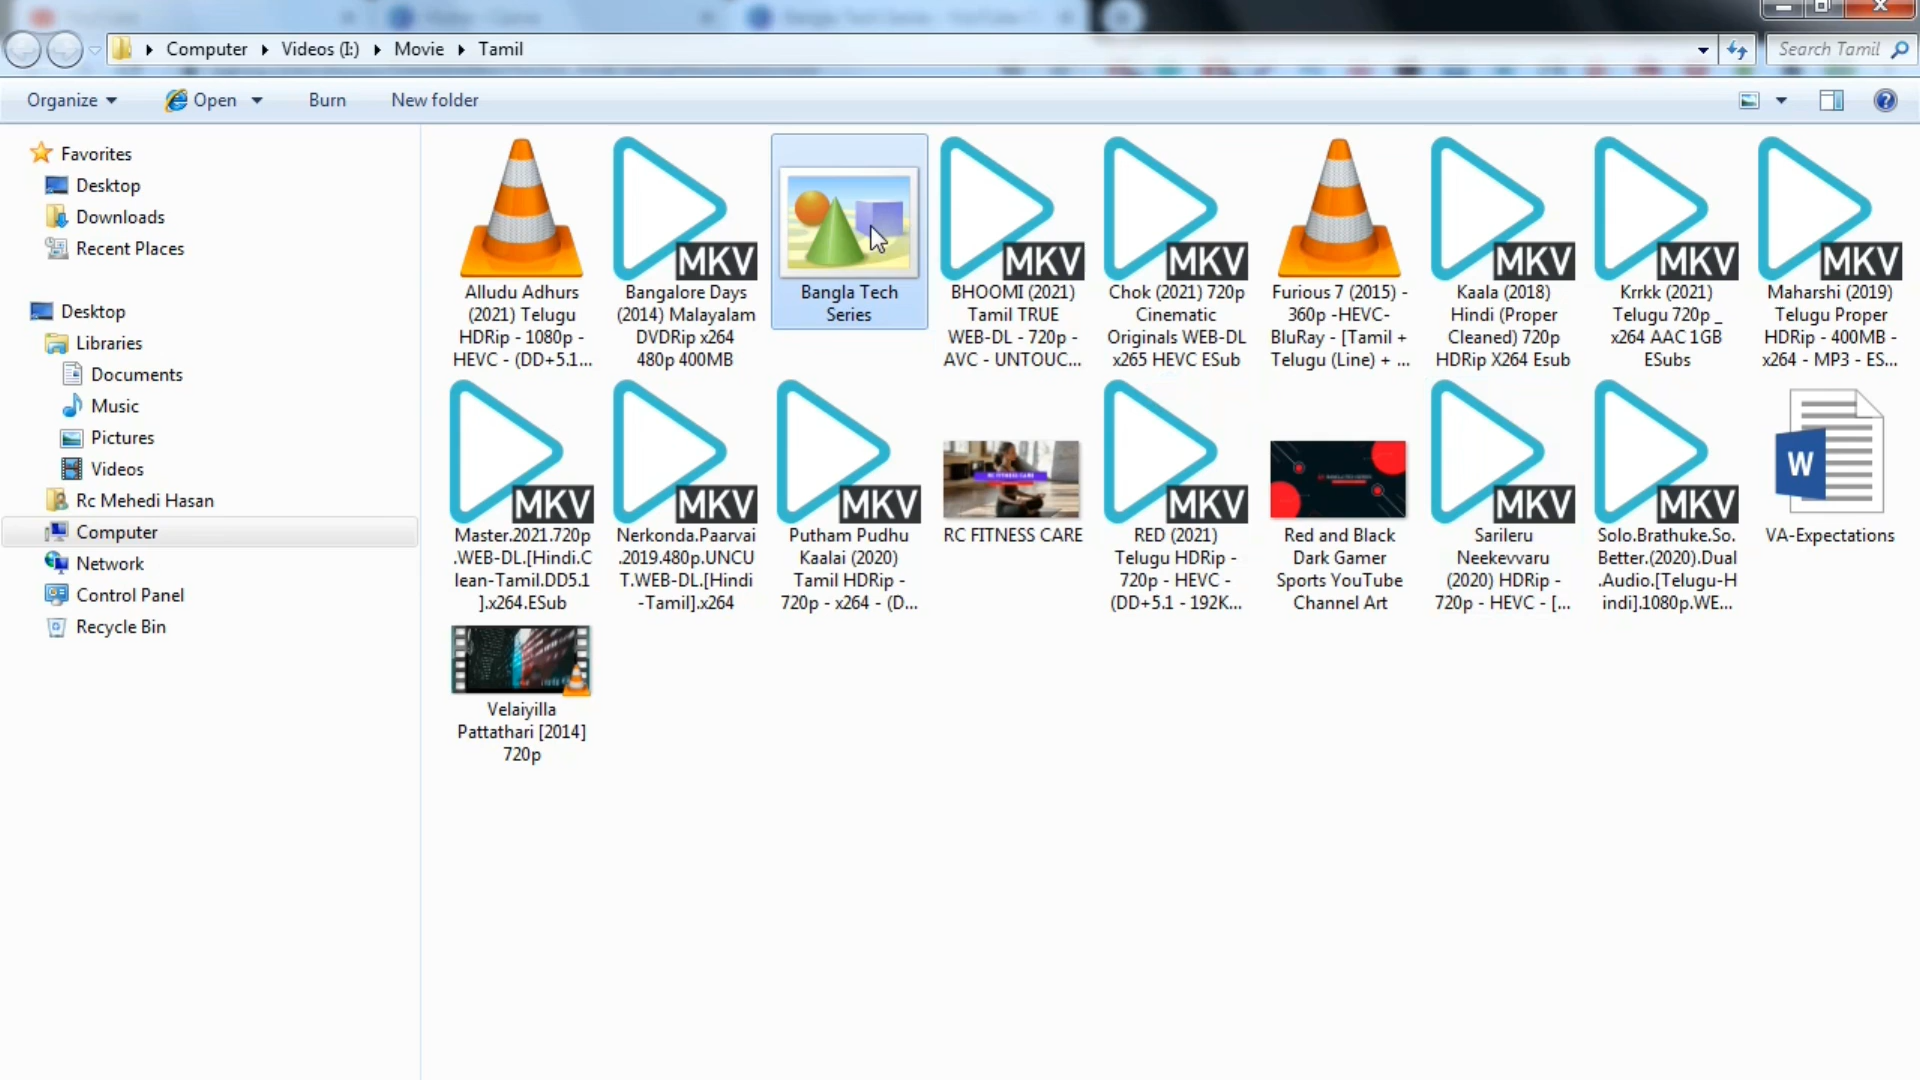 Computer
Videos (I:)
Movie
Tamil
Search Tamil
Organize
Open
Burn
New folder
Favorites
Desktop
Downloads
Recent Places
Desktop
Libraries
Documents
Music
Pictures
Videos
Rc Mehedi Hasan
Computer
Network
Control Panel
Recycle Bin
Alludu Adhurs
(2021) Telugu
HDRip - 1080p -
HEVC - (DD+5.1...
MKV
Bangalore Days
(2014) Malayalam
DVDRip x264
480p 400MB
Bangla Tech
Series
MKV
BHOOMI (2021)
Tamil TRUE
WEB-DL - 720p -
AVC - UNTOUC...
MKV
Chok (2021) 720p
Cinematic
Originals WEB-DL
x265 HEVC ESub
Furious 7 (2015) -
360p -HEVC-
BluRay - [Tamil +
Telugu (Line) + ...
MKV
Kaala (2018)
Hindi (Proper
Cleaned) 720p
HDRip X264 Esub
MKV
Krrkk (2021)
Telugu 720p _
x264 AAC 1GB
ESubs
MKV
Maharshi (2019)
Telugu Proper
HDRip - 400MB -
x264 - MP3 - ES...
MKV
Master.2021.720p
.WEB-DL.[Hindi.C
lean-Tamil.DD5.1
].x264.ESub
MKV
Nerkonda.Paarvai
.2019.480p.UNCU
T.WEB-DL.[Hindi
-Tamil].x264
MKV
Putham Pudhu
Kaalai (2020)
Tamil HDRip -
720p - x264 - (D...
RC FITNESS CARE
RC FITNESS CARE
MKV
RED (2021)
Telugu HDRip -
720p - HEVC -
(DD+5.1 - 192K...
Red and Black
Dark Gamer
Sports YouTube
Channel Art
MKV
Sarileru
Neekevvaru
(2020) HDRip -
720p - HEVC - [...
MKV
Solo.Brathuke.So.
Better.(2020).Dual
.Audio.[Telugu-H
indi].1080p.WE...
W
VA-Expectations
Velaiyilla
Pattathari [2014]
720p